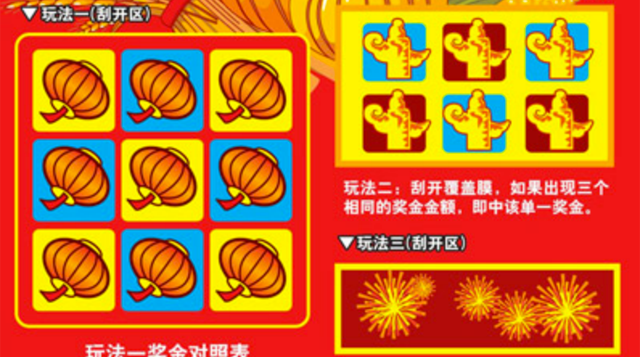 ▼玩法一(刮开区)
玩法一奖金对照表
玩法二：刮开覆盖膜，如果出现三个
相同的奖金金额，即中该单一奖金。
▼玩法三(刮开区)